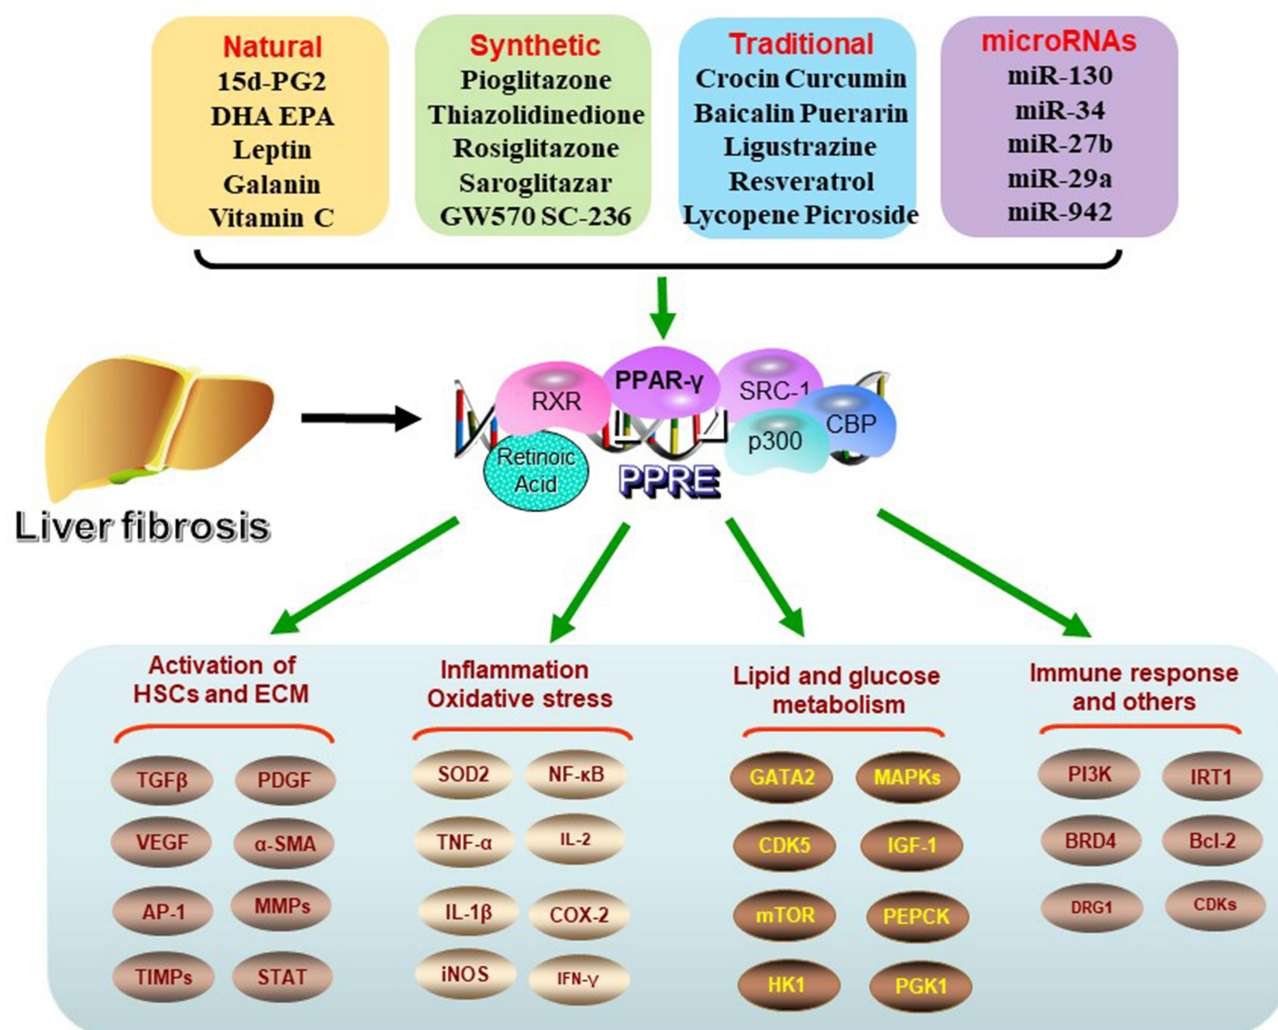 Natural
15d-PG2
DHA EPA
Leptin
Galanin
Vitamin C
Synthetic
Pioglitazone
Thiazolidinedione
Rosiglitazone
Saroglitazar
GW570 SC-236
Traditional
Crocin Curcumin
Baicalin Puerarin
Ligustrazine
Resveratrol
Lycopene Picroside
microRNAs
miR-130
miR-34
miR-27b
miR-29a
miR-942
Liver fibrosis
RXR
PPAR-γ
SRC-1
p300
CBP
Retinoic
Acid
PPRE
Activation of
HSCs and ECM
TGFβ PDGF
VEGF α-SMA
AP-1 MMPs
TIMPs STAT
Inflammation
Oxidative stress
SOD2 NF-κB
TNF-α IL-2
IL-1β COX-2
iNOS IFN-γ
Lipid and glucose
metabolism
GATA2 MAPKs
CDK5 IGF-1
mTOR PEPCK
HK1 PGK1
Immune response
and others
PI3K IRT1
BRD4 Bcl-2
DRG1 CDKs